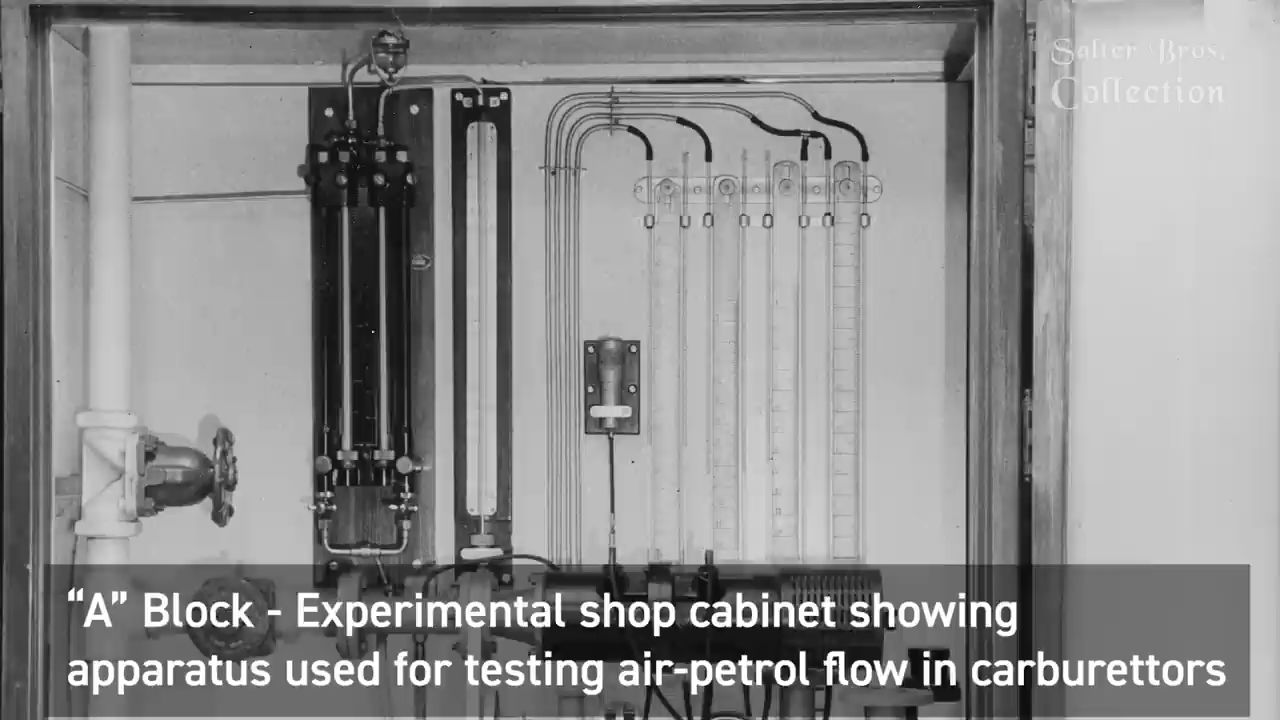 Salter Bros.
Collection
“A” Block - Experimental shop cabinet showing
apparatus used for testing air-petrol flow in carburettors